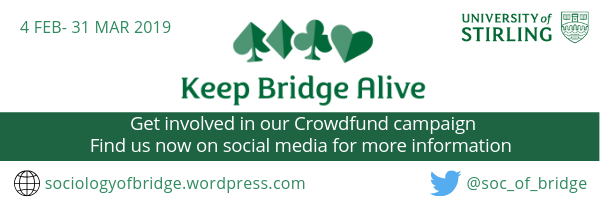 4 FEB- 31 MAR 2019
UNIVERSITY of
STIRLING
Keep Bridge Alive
Get involved in our Crowdfund campaign
Find us now on social media for more information
sociologyofbridge.wordpress.com
@soc_of_bridge